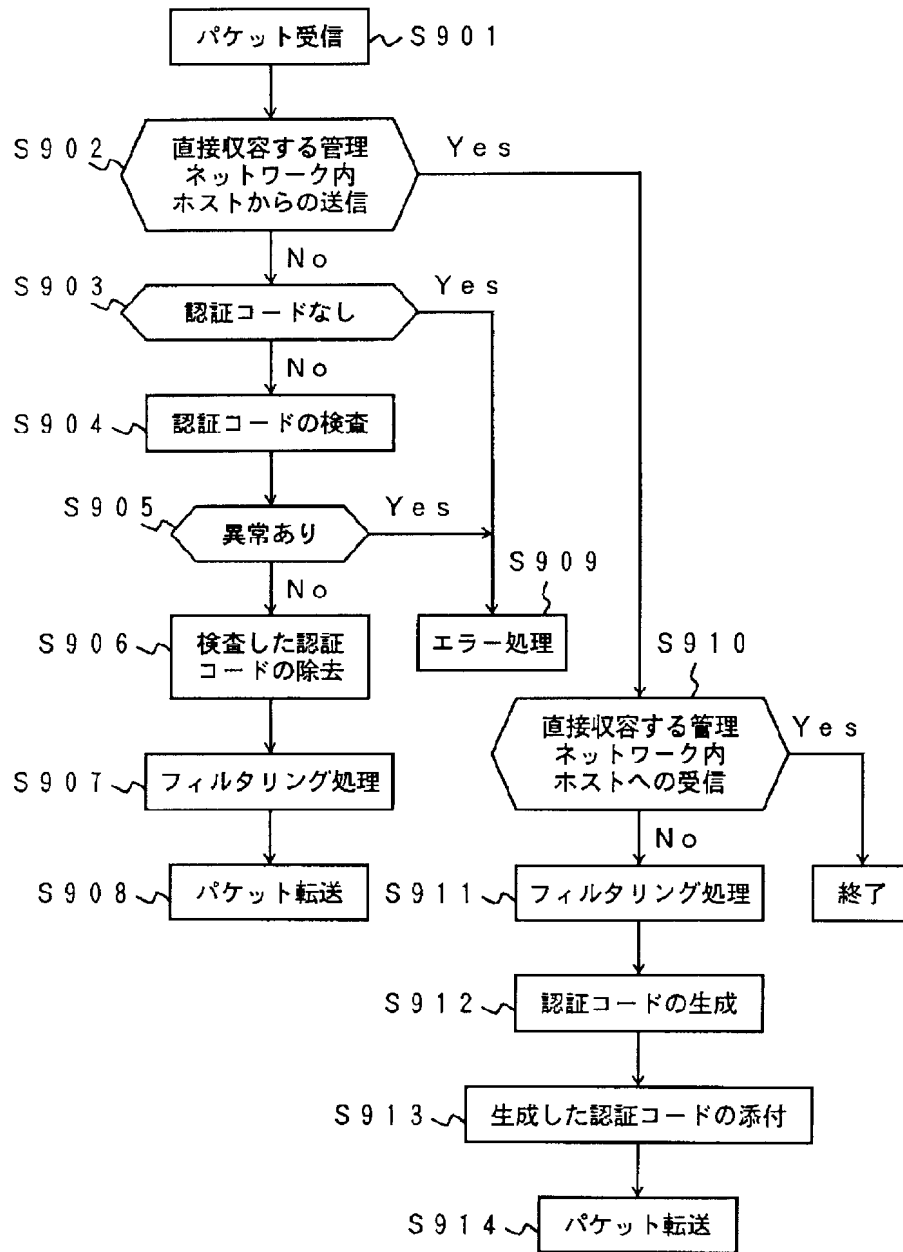 パケット受信
S901
S902
直接収容する管理
ネットワーク内
ホストからの送信
Yes
No
S903
認証コードなし
Yes
No
S904
認証コードの検査
S905
異常あり
Yes
No
S906
検査した認証
コードの除去
S907
フィルタリング処理
S908
パケット転送
S909
エラー処理
S910
直接収容する管理
ネットワーク内
ホストへの受信
Yes
No
終了
S911
フィルタリング処理
S912
認証コードの生成
S913
生成した認証コードの添付
S914
パケット転送